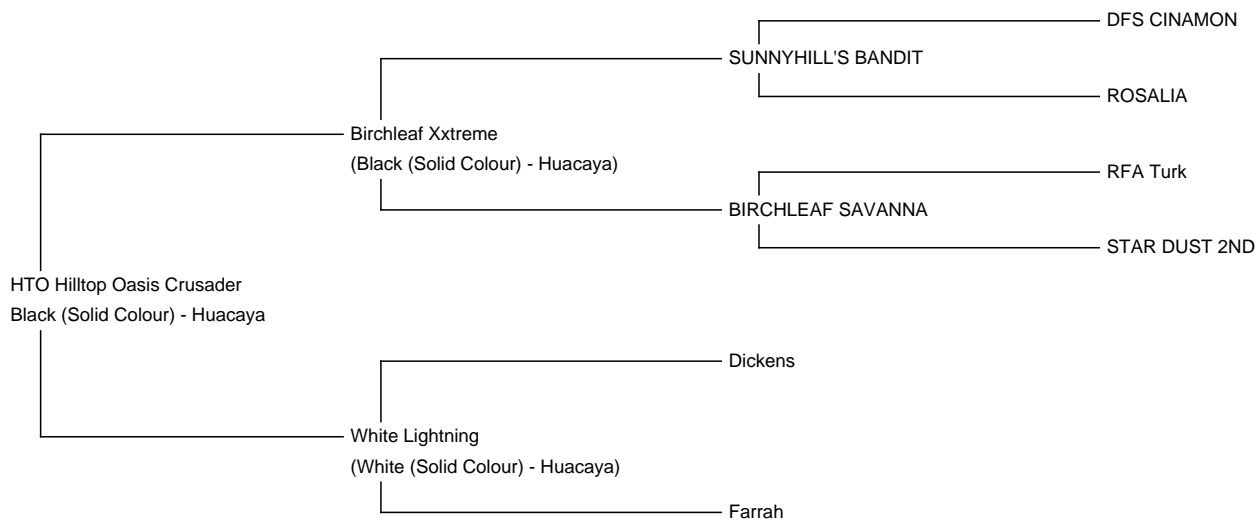 DFS CINAMON
SUNNYHILL'S BANDIT
ROSALIA
Birchleaf Xxtreme
(Black (Solid Colour) - Huacaya)
RFA Turk
BIRCHLEAF SAVANNA
STAR DUST 2ND
HTO Hilltop Oasis Crusader
Black (Solid Colour) - Huacaya
Dickens
White Lightning
(White (Solid Colour) - Huacaya)
Farrah